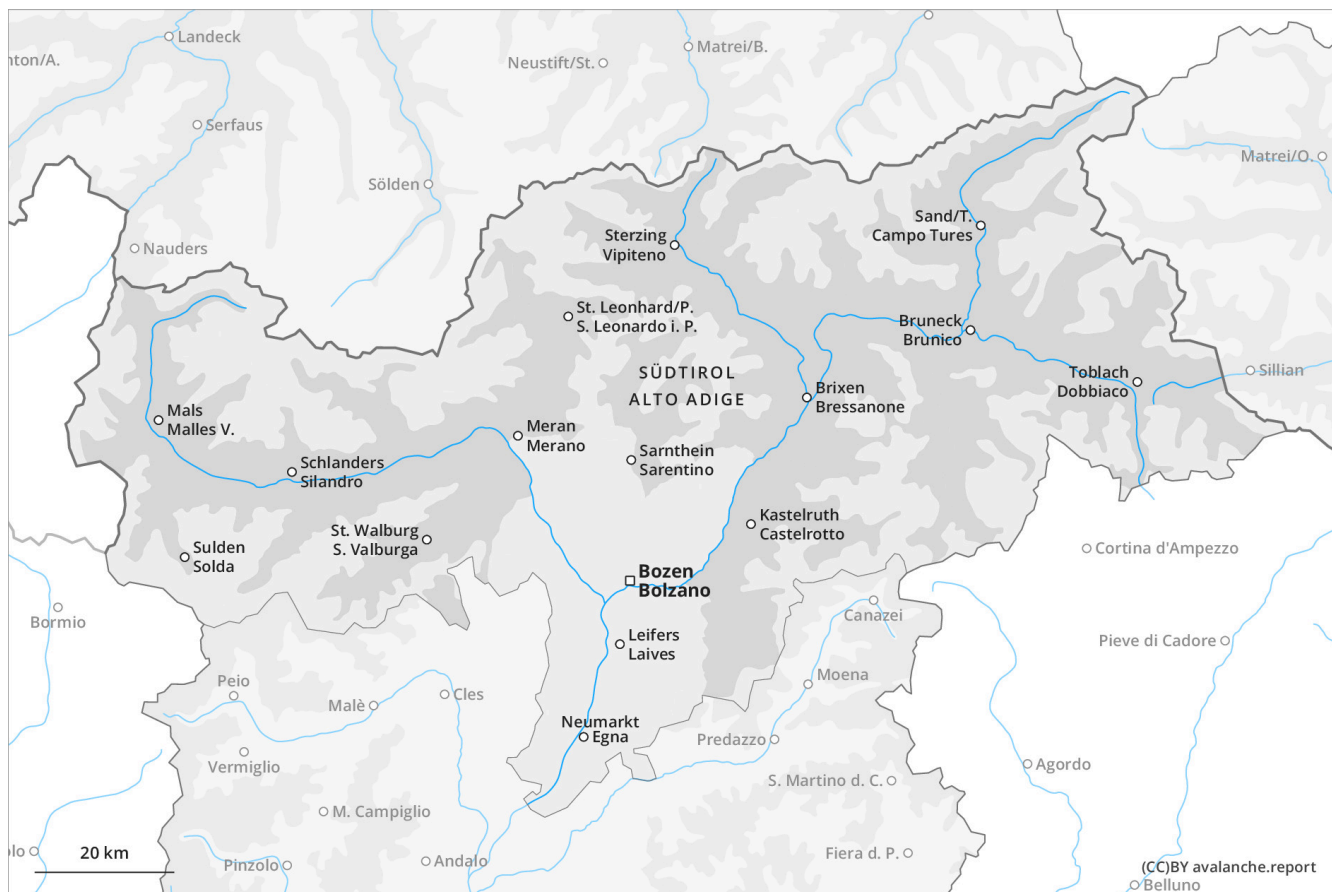 Landeck
nton/A.
Neustift/St.
Matrei/B.
Serfaus
Matrei/O.
Sölden
Nauders
Sand/T.
Campo Tures
Sterzing
Vipiteno
St. Leonhard/P.
S. Leonardo i. P.
Bruneck
Brunico
SÜDTIROL
ALTO ADIGE
Toblach
Dobbiaco
Sillian
Brixen
Bressanone
Mals
Malles V.
Meran
Merano
Schlanders
Silandro
Sarnthein
Sarentino
Kastelruth
Castelrotto
St. Walburg
S. Valburga
Sulden
Solda
Cortina d'Ampezzo
Bozen
Bolzano
Bormio
Canazei
Leifers
Laives
Pieve di Cadore
Peio
Malè
Cles
Moena
Neumarkt
Egna
Predazzo
Vermiglio
Agordo
S. Martino d. C.
M. Campiglio
20 km
olo
Pinzolo
Andalo
Fiera d. P.
(CC)BY avalanche.report
Belluno